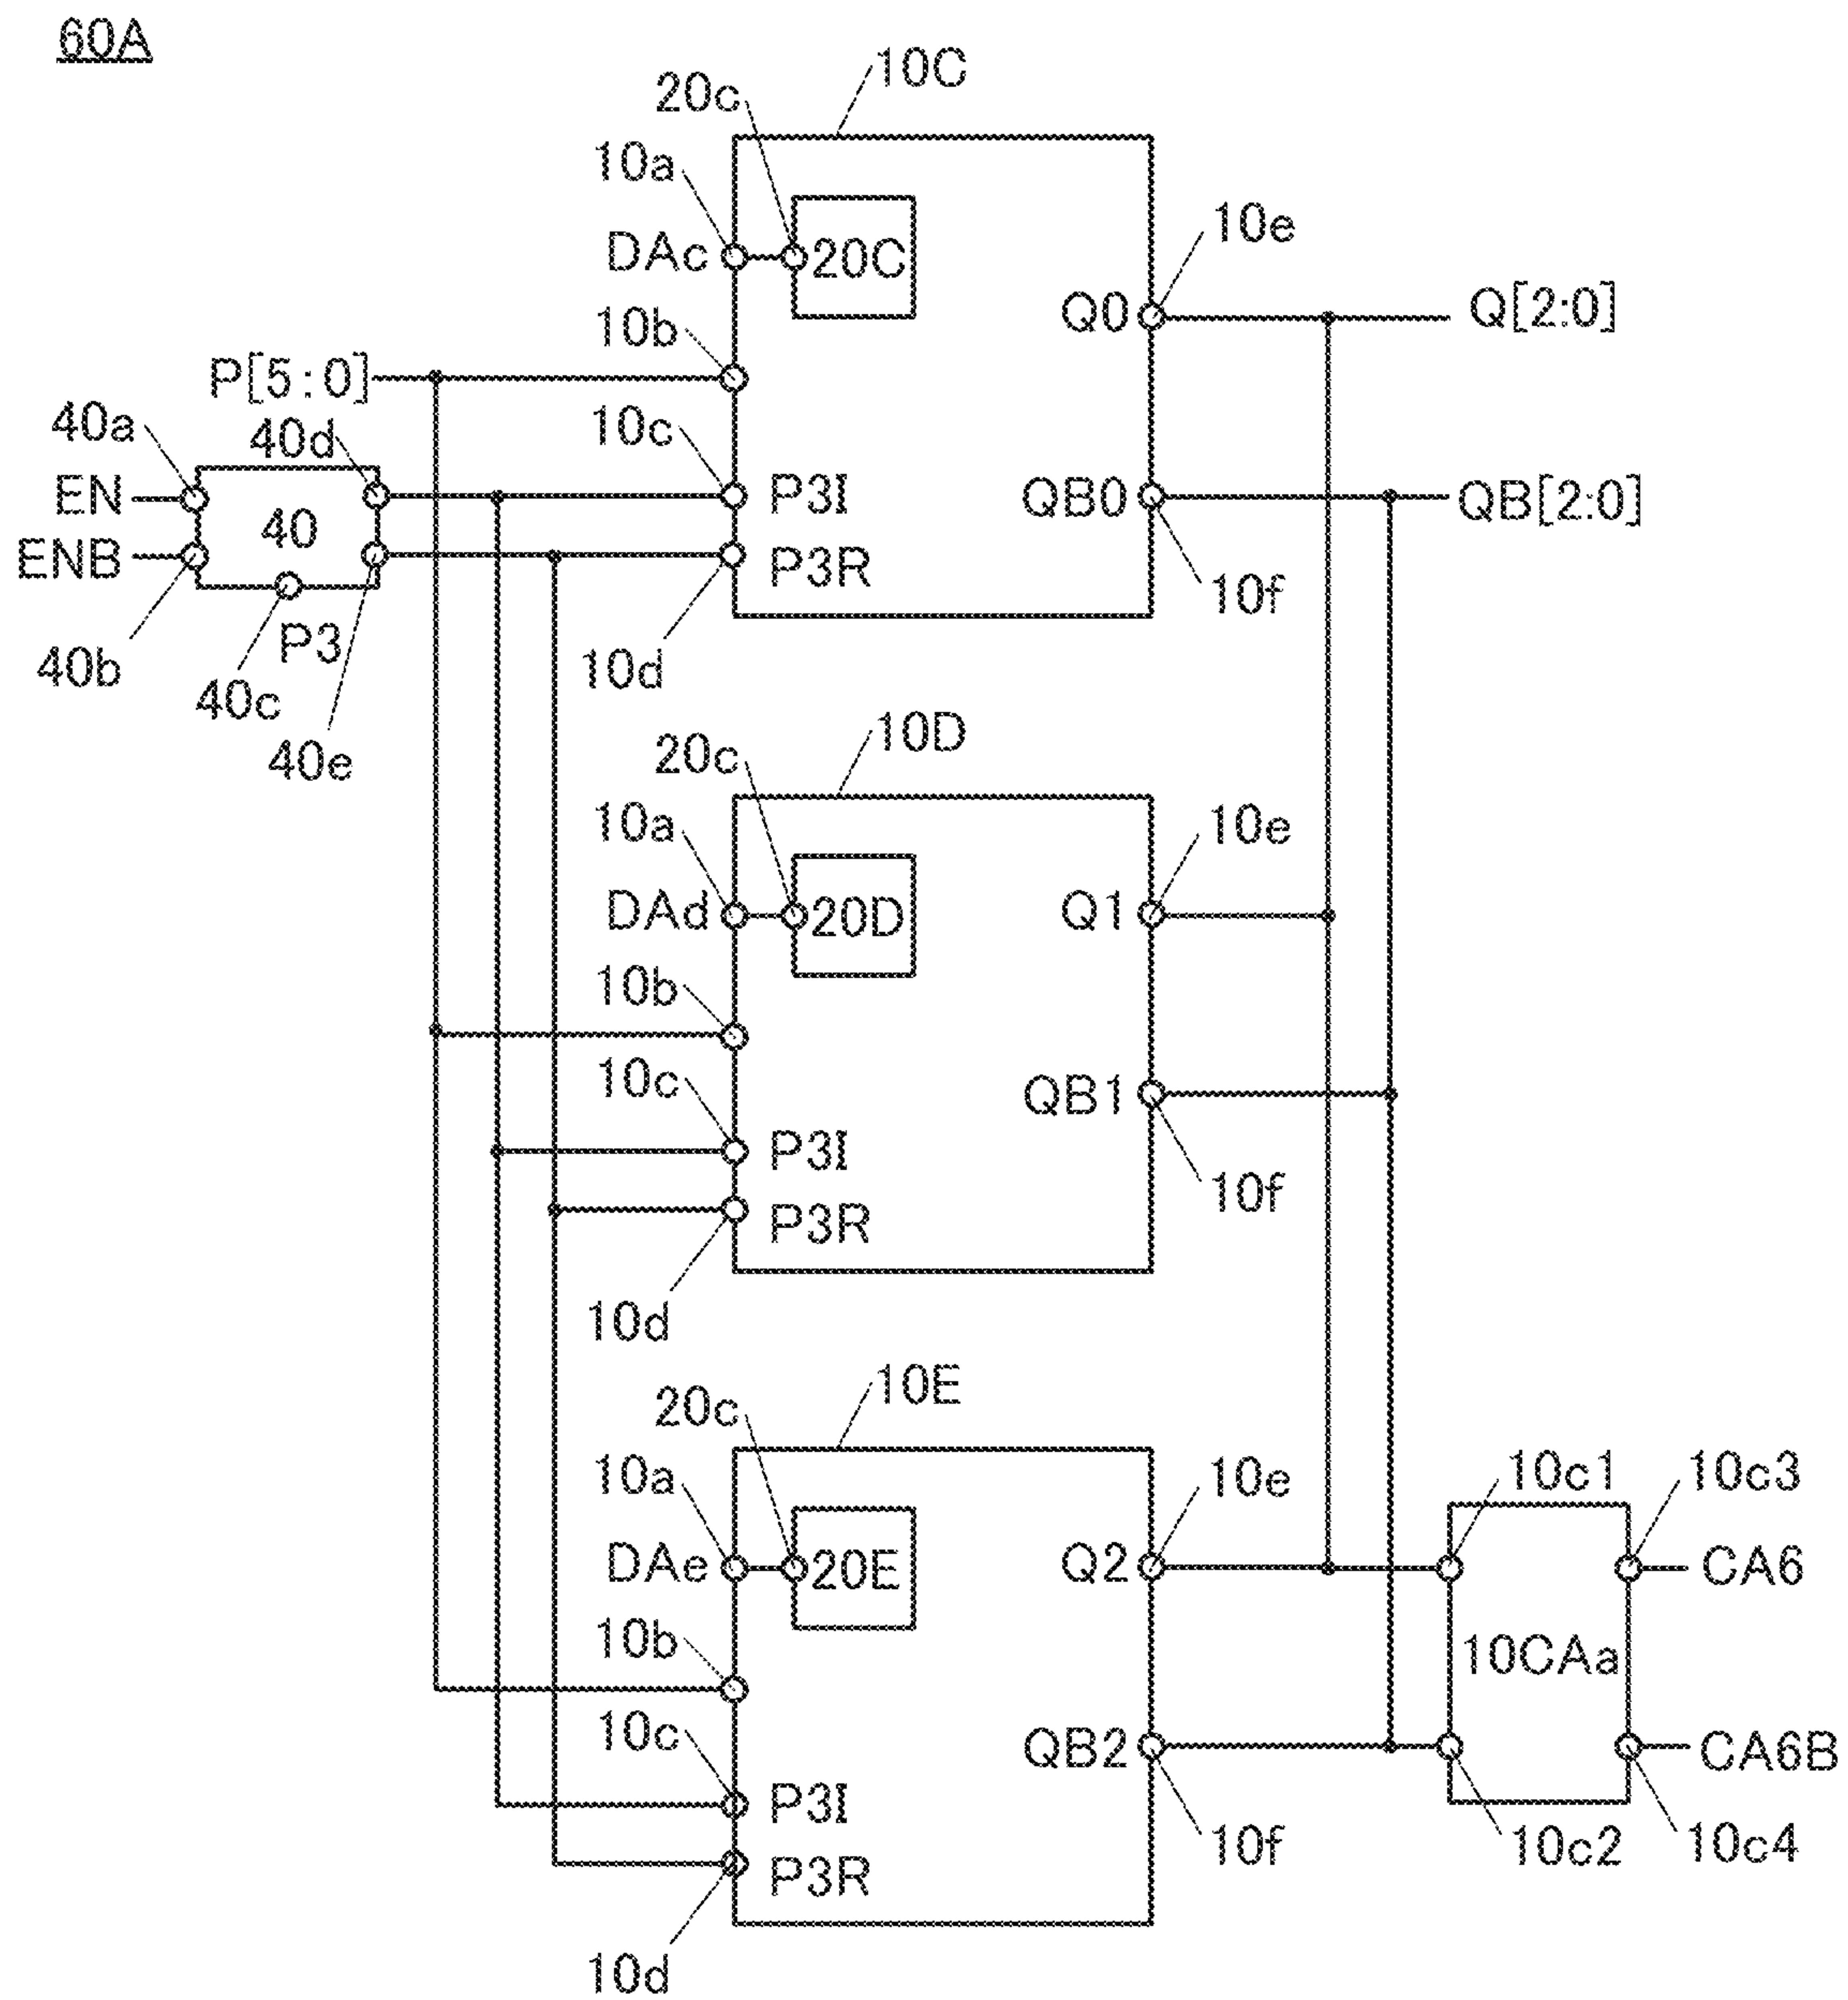 60A
10C
20c
10a
DAc
20C
10e
Q0
Q[2:0]
10b
P[5:0]
40a
40d
10c
EN
40
P3I
QB0
QB[2:0]
ENB
P3R
10f
P3
40b
40c
10d
40e
10D
20c
10a
DAd
20D
10e
Q1
10b
10c
QB1
P3I
10f
P3R
10d
10E
20c
10a
DAe
20E
10e
Q2
10c1
10c3
CA6
10b
10CAa
10c
QB2
CA6B
P3I
10f
10c2
10c4
P3R
10d